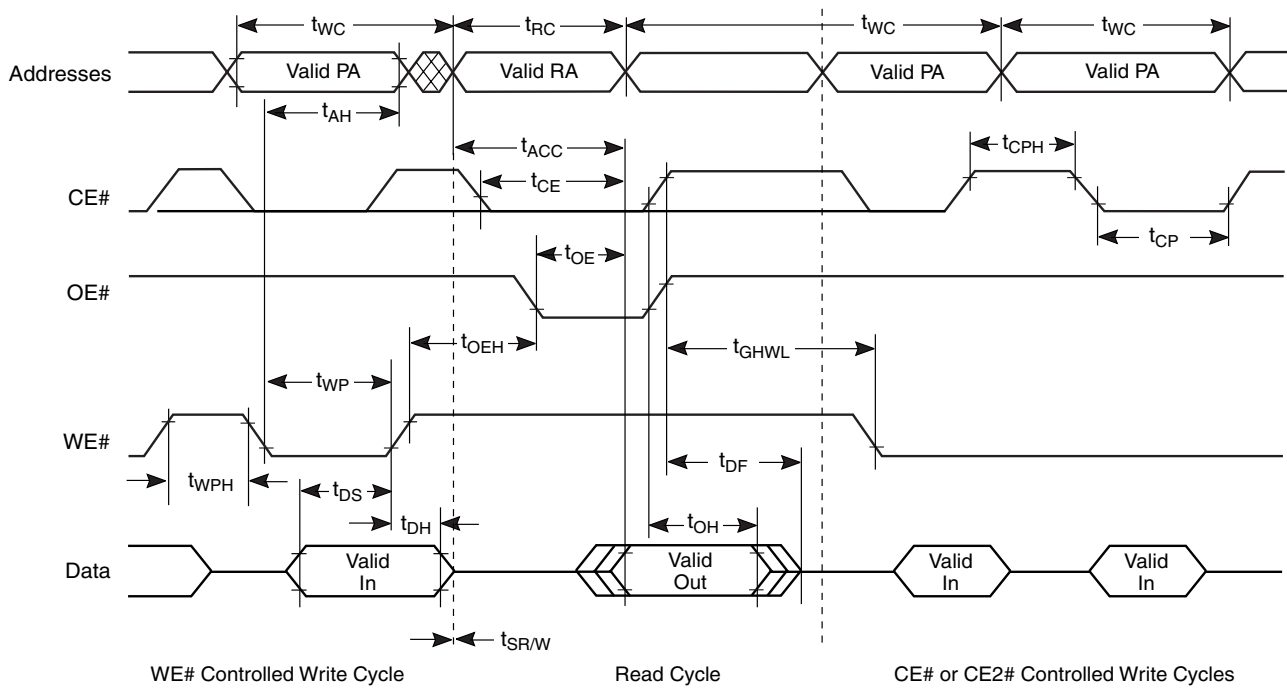 tWC tRC tWC tWC
Addresses Valid PA Valid RA Valid PA Valid PA
tAH
tACC tCPH
CE# tCE
tCP
tOE
OE#
tOEH tGHWL
tWP
WE#
tWPH tDS tDF
tDH tOH
Data Valid In Valid Out Valid In Valid In
tSR/W
WE# Controlled Write Cycle Read Cycle CE# or CE2# Controlled Write Cycles